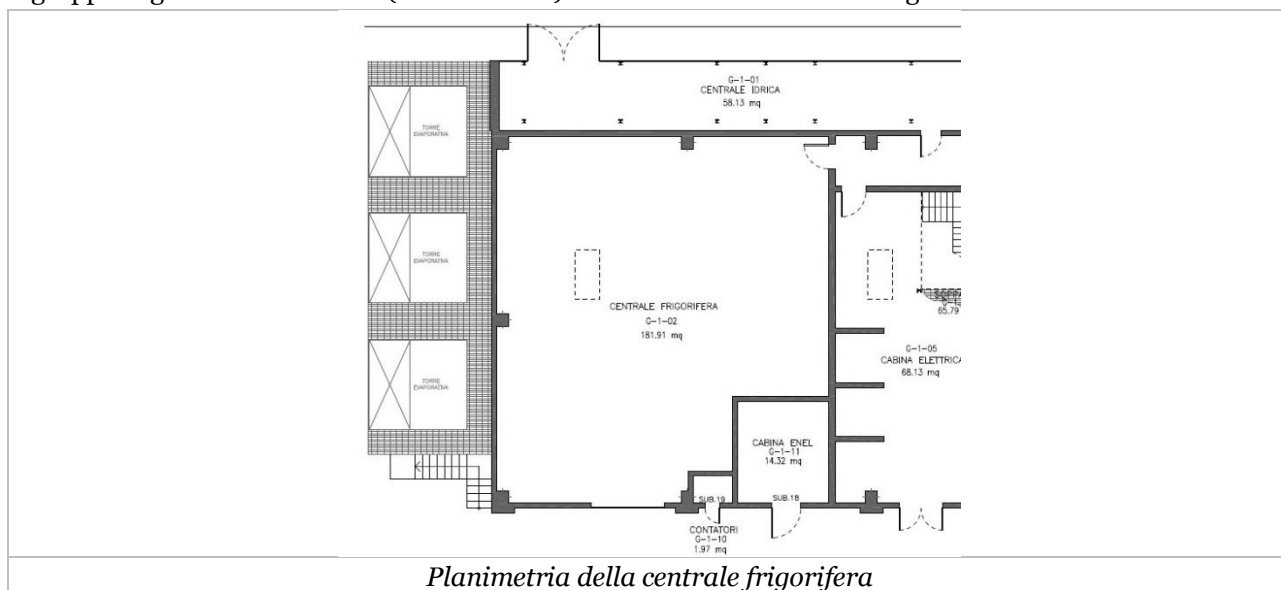 G-1-01
CENTRALE IDRICA
58.13 mq
TORRE
EVAPORATIVA
TORRE
EVAPORATIVA
CENTRALE FRIGORIFERA
G-1-02
181.91 mq
65.79
G-1-05
CABINA ELETTRICA
68.13 mq
TORRE
EVAPORATIVA
CABINA ENEL
G-1-11
14.32 mq
SUB.19
SUB.18
CONTATORI
G-1-10
1.97 mq
Planimetria della centrale frigorifera